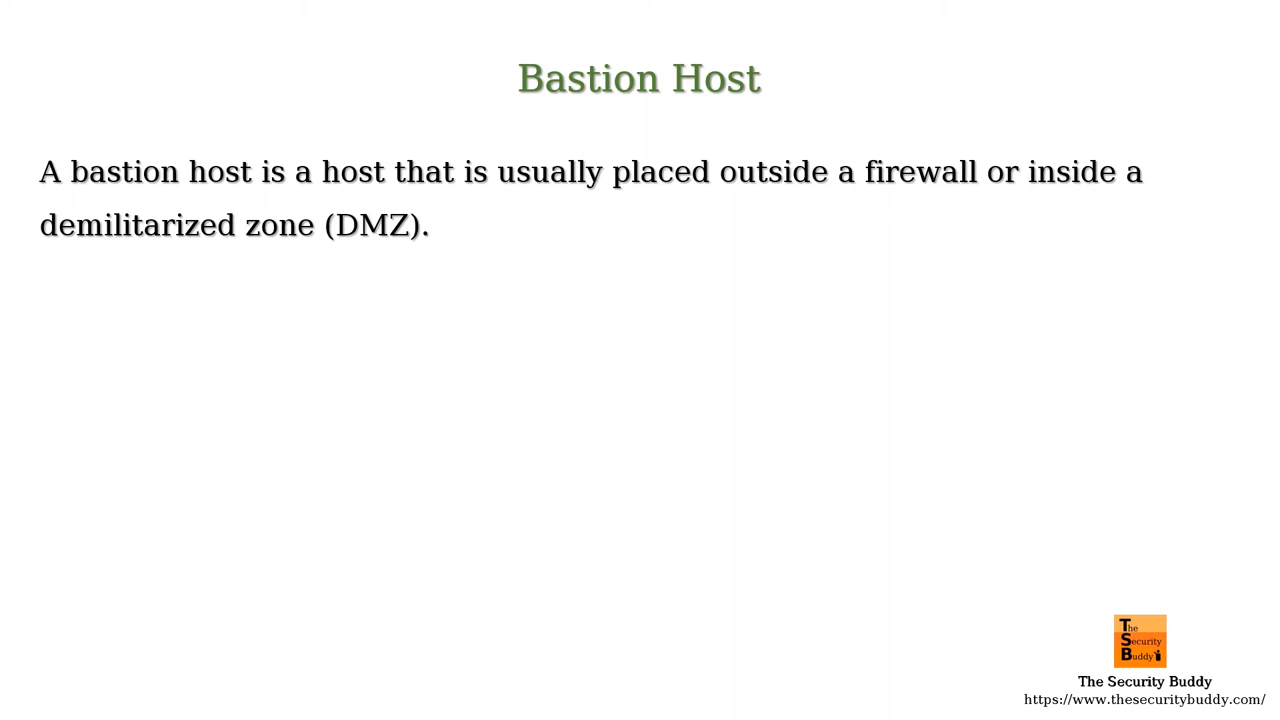 Bastion Host
A bastion host is a host that is usually placed outside a firewall or inside a
demilitarized zone (DMZ).
The
Security
Buddy
The Security Buddy
https://www.thesecuritybuddy.com/